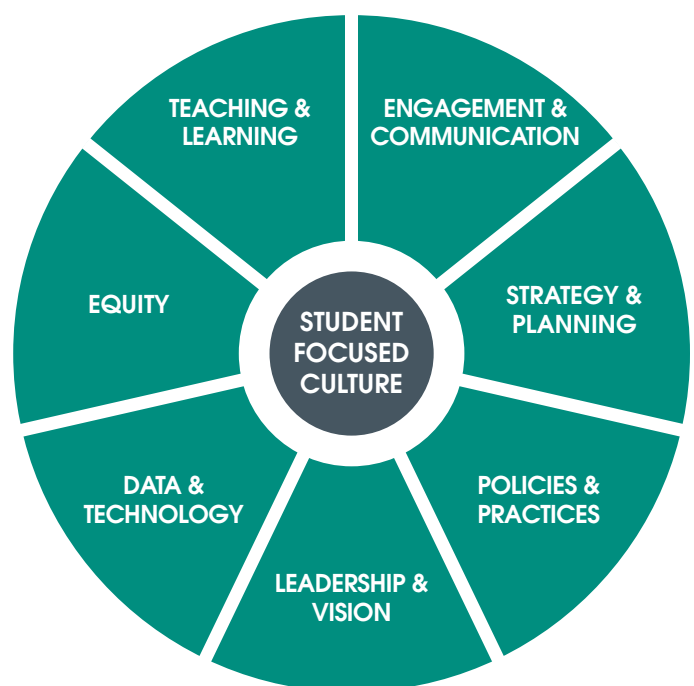 TEACHING &
LEARNING
ENGAGEMENT &
COMMUNICATION
EQUITY
STUDENT
FOCUSED
CULTURE
STRATEGY &
PLANNING
DATA &
TECHNOLOGY
POLICIES &
PRACTICES
LEADERSHIP &
VISION